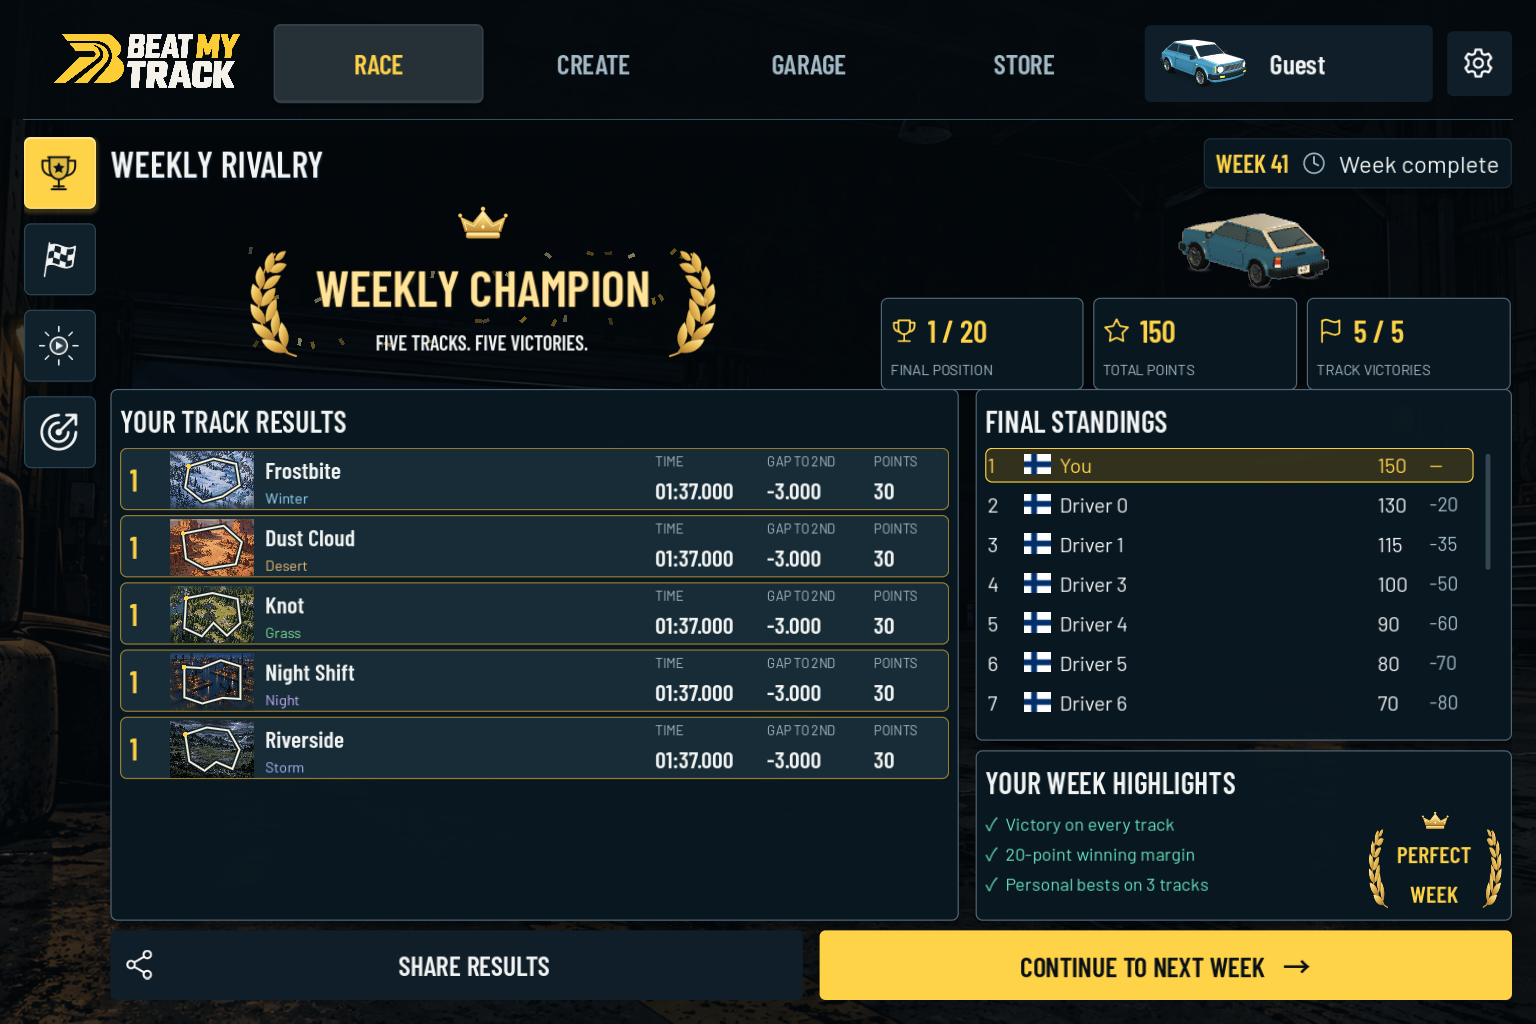 BEAT MY
TRACK
RACE
CREATE
GARAGE
STORE
Guest
WEEKLY RIVALRY
WEEK 41 Week complete
WEEKLY CHAMPION
FIVE TRACKS. FIVE VICTORIES.
1 / 20
FINAL POSITION
150
TOTAL POINTS
5 / 5
TRACK VICTORIES
YOUR TRACK RESULTS
1 Frostbite
Winter
TIME GAP TO 2ND POINTS
01:37.000 -3.000 30
1 Dust Cloud
Desert
TIME GAP TO 2ND POINTS
01:37.000 -3.000 30
1 Knot
Grass
TIME GAP TO 2ND POINTS
01:37.000 -3.000 30
1 Night Shift
Night
TIME GAP TO 2ND POINTS
01:37.000 -3.000 30
1 Riverside
Storm
TIME GAP TO 2ND POINTS
01:37.000 -3.000 30
FINAL STANDINGS
1 You 150 –
2 Driver 0 130 -20
3 Driver 1 115 -35
4 Driver 3 100 -50
5 Driver 4 90 -60
6 Driver 5 80 -70
7 Driver 6 70 -80
YOUR WEEK HIGHLIGHTS
✓ Victory on every track
✓ 20-point winning margin
✓ Personal bests on 3 tracks
PERFECT
WEEK
SHARE RESULTS
CONTINUE TO NEXT WEEK →